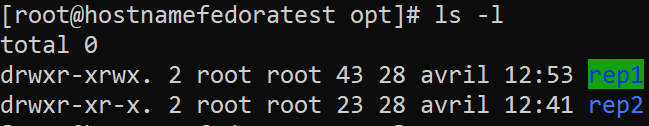 [root@hostnamefedoratest opt]# ls -l
total 0
drwxr-xrwx. 2 root root 43 28 avril 12:53 rep1
drwxr-xr-x. 2 root root 23 28 avril 12:41 rep2